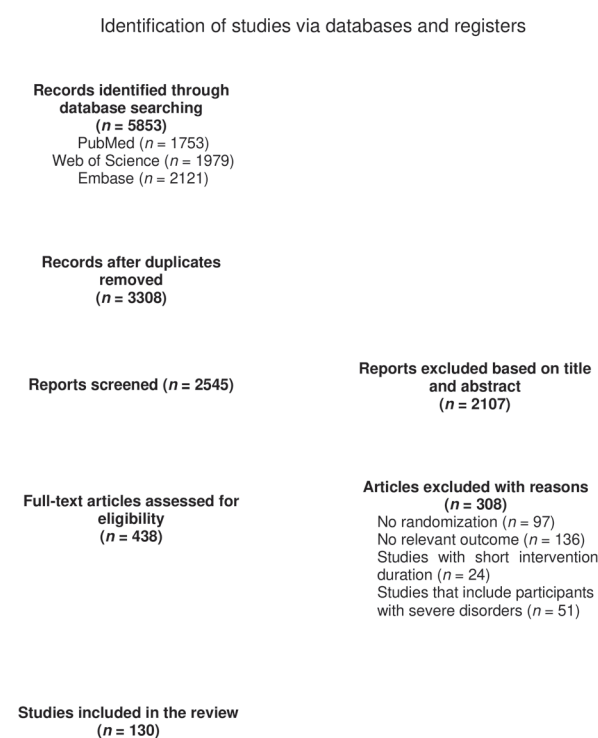 Identification of studies via databases and registers
Records identified through
database searching
(n = 5853)
PubMed (n = 1753)
Web of Science (n = 1979)
Embase (n = 2121)
Records after duplicates
removed
(n = 3308)
Reports screened (n = 2545)
Reports excluded based on title
and abstract
(n = 2107)
Full-text articles assessed for
eligibility
(n = 438)
Articles excluded with reasons
(n = 308)
No randomization (n = 97)
No relevant outcome (n = 136)
Studies with short intervention
duration (n = 24)
Studies that include participants
with severe disorders (n = 51)
Studies included in the review
(n = 130)